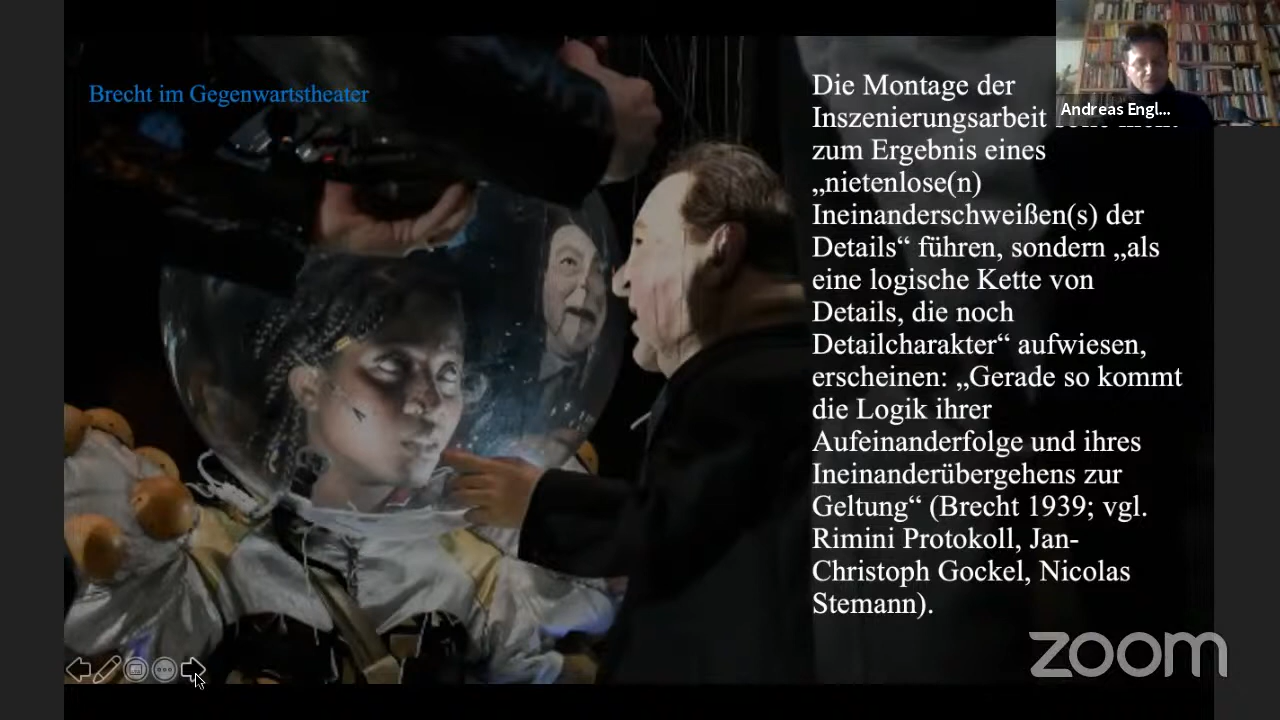 Brecht im Gegenwartstheater
Die Montage der
Inszenierungsarbeit
zum Ergebnis eines
„nietenlose(n)
Ineinanderschweißen(s) der
Details“ führen, sondern „als
eine logische Kette von
Details, die noch
Detailcharakter“ aufwiesen,
erscheinen: „Gerade so kommt
die Logik ihrer
Aufeinanderfolge und ihres
Ineinanderübergehens zur
Geltung“ (Brecht 1939; vgl.
Rimini Protokoll, Jan-
Christoph Gockel, Nicolas
Stemann).
Andreas Engl...
zoom